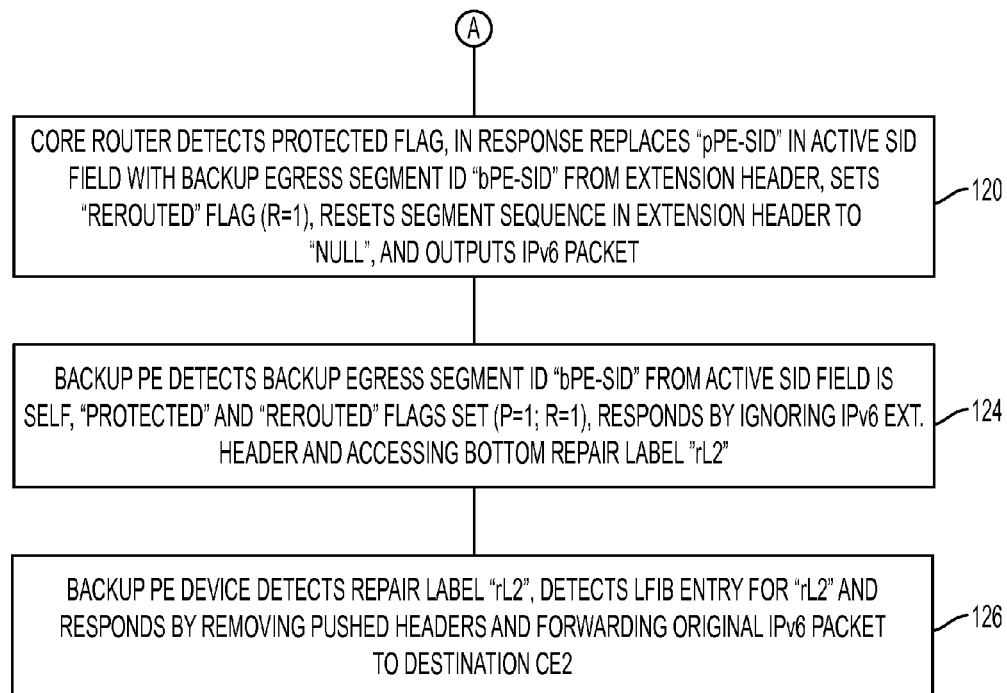 A
CORE ROUTER DETECTS PROTECTED FLAG, IN RESPONSE REPLACES “pPE-SID” IN ACTIVE SID
FIELD WITH BACKUP EGRESS SEGMENT ID “bPE-SID” FROM EXTENSION HEADER, SETS
“REROUTED” FLAG (R=1), RESETS SEGMENT SEQUENCE IN EXTENSION HEADER TO
“NULL”, AND OUTPUTS IPv6 PACKET
120
BACKUP PE DETECTS BACKUP EGRESS SEGMENT ID “bPE-SID” FROM ACTIVE SID FIELD IS
SELF, “PROTECTED” AND “REROUTED” FLAGS SET (P=1; R=1), RESPONDS BY IGNORING IPv6 EXT.
HEADER AND ACCESSING BOTTOM REPAIR LABEL ”rL2”
124
BACKUP PE DEVICE DETECTS REPAIR LABEL “rL2”, DETECTS LFIB ENTRY FOR “rL2” AND
RESPONDS BY REMOVING PUSHED HEADERS AND FORWARDING ORIGINAL IPv6 PACKET
TO DESTINATION CE2
126